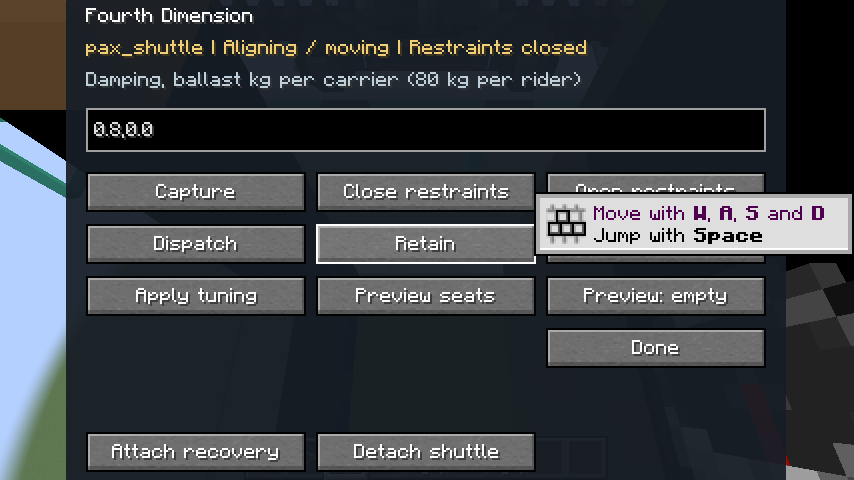 Fourth Dimension
pax_shuttle | Aligning / moving | Restraints closed
Damping, ballast kg per carrier (80 kg per rider)
0.8,0.0
Capture
Close restraints
Open restraints
Move with W, A, S and D
Jump with Space
Dispatch
Retain
Apply tuning
Preview seats
Preview: empty
Done
Attach recovery
Detach shuttle